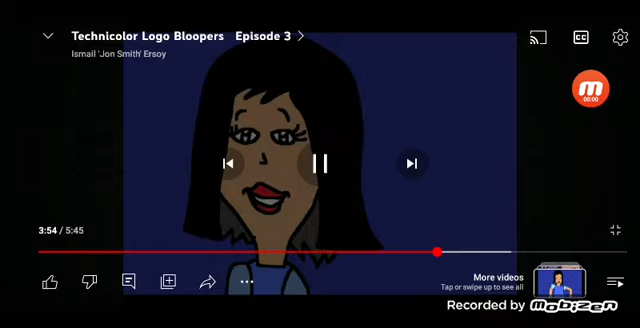 Technicolor Logo Bloopers Episode 3
Ismail 'Jon Smith' Ersoy
CC
00:00
3:54 / 5:45
More videos
Tap or swipe up to see all
Recorded by Mobizen